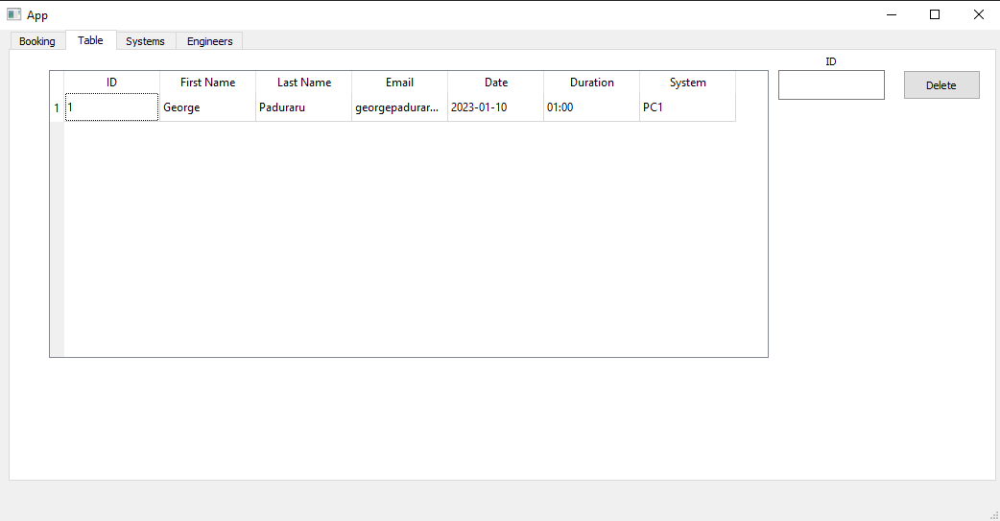 App
Booking Table Systems Engineers
ID
ID First Name Last Name Email Date Duration System
Delete
1 1 George Paduraru georgepadurar... 2023-01-10 01:00 PC1